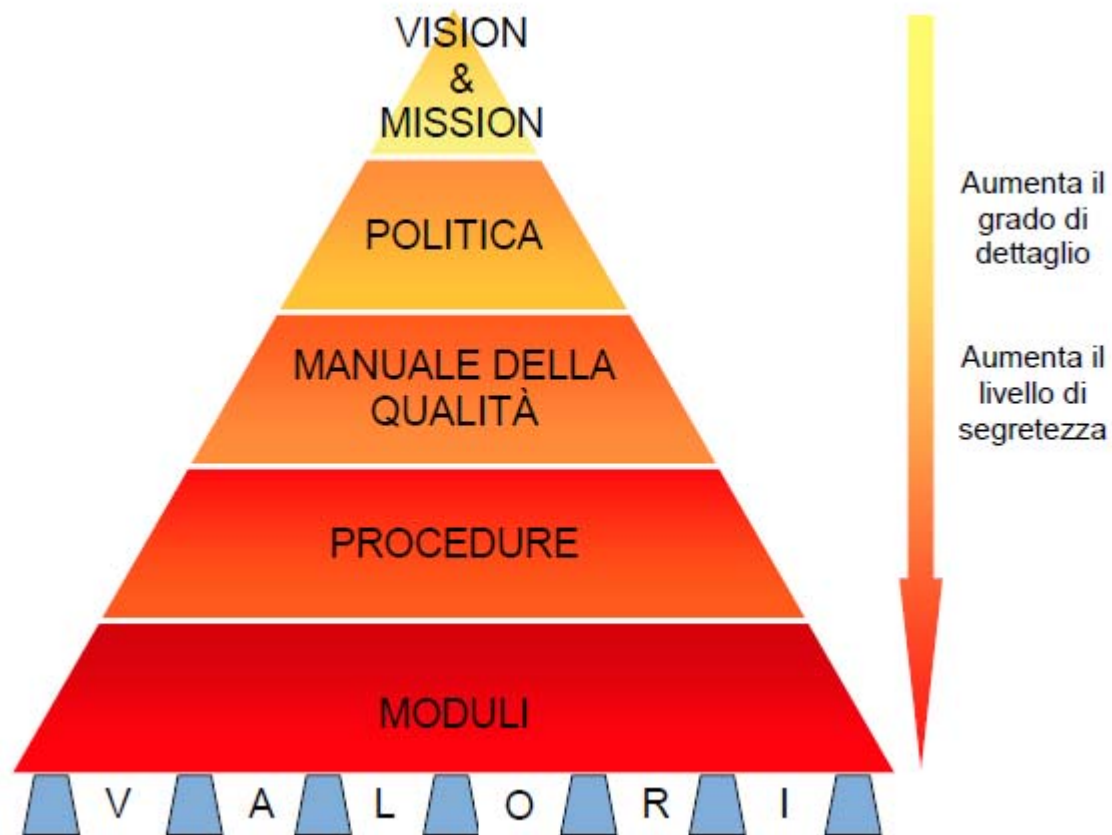 VISION
&
MISSION
POLITICA
MANUALE DELLA
QUALITÀ
PROCEDURE
MODULI
V A L O R I
Aumenta il
grado di
dettaglio
Aumenta il
livello di
segretezza